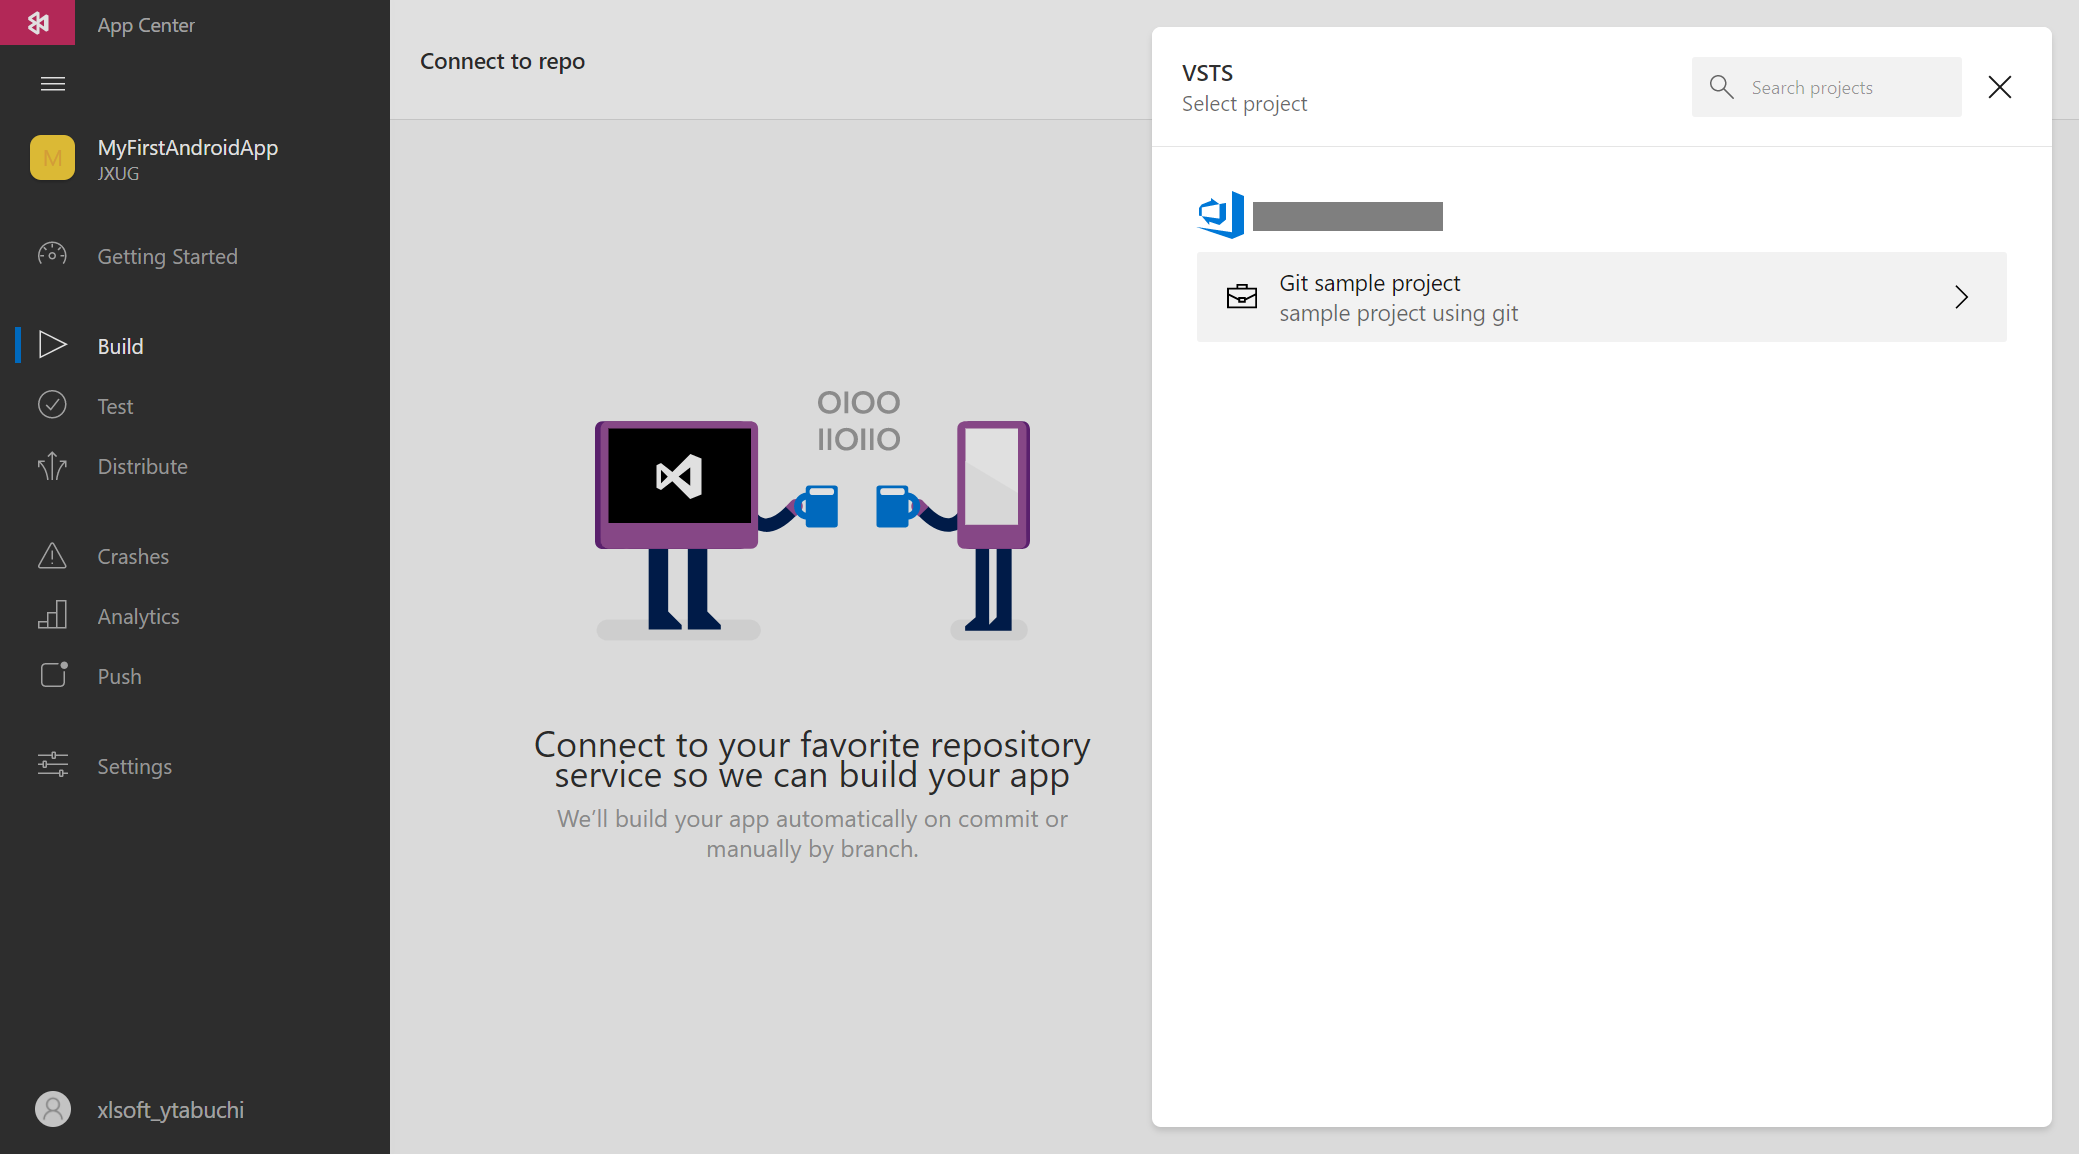 App Center
M
MyFirstAndroidApp
JXUG
Getting Started
Build
Test
Distribute
Crashes
Analytics
Push
Settings
xlsoft_ytabuchi
Connect to repo
OIOO
IIOIIO
Connect to your favorite repository
service so we can build your app
We’ll build your app automatically on commit or
manually by branch.
VSTS
Select project
Search projects
Git sample project
sample project using git